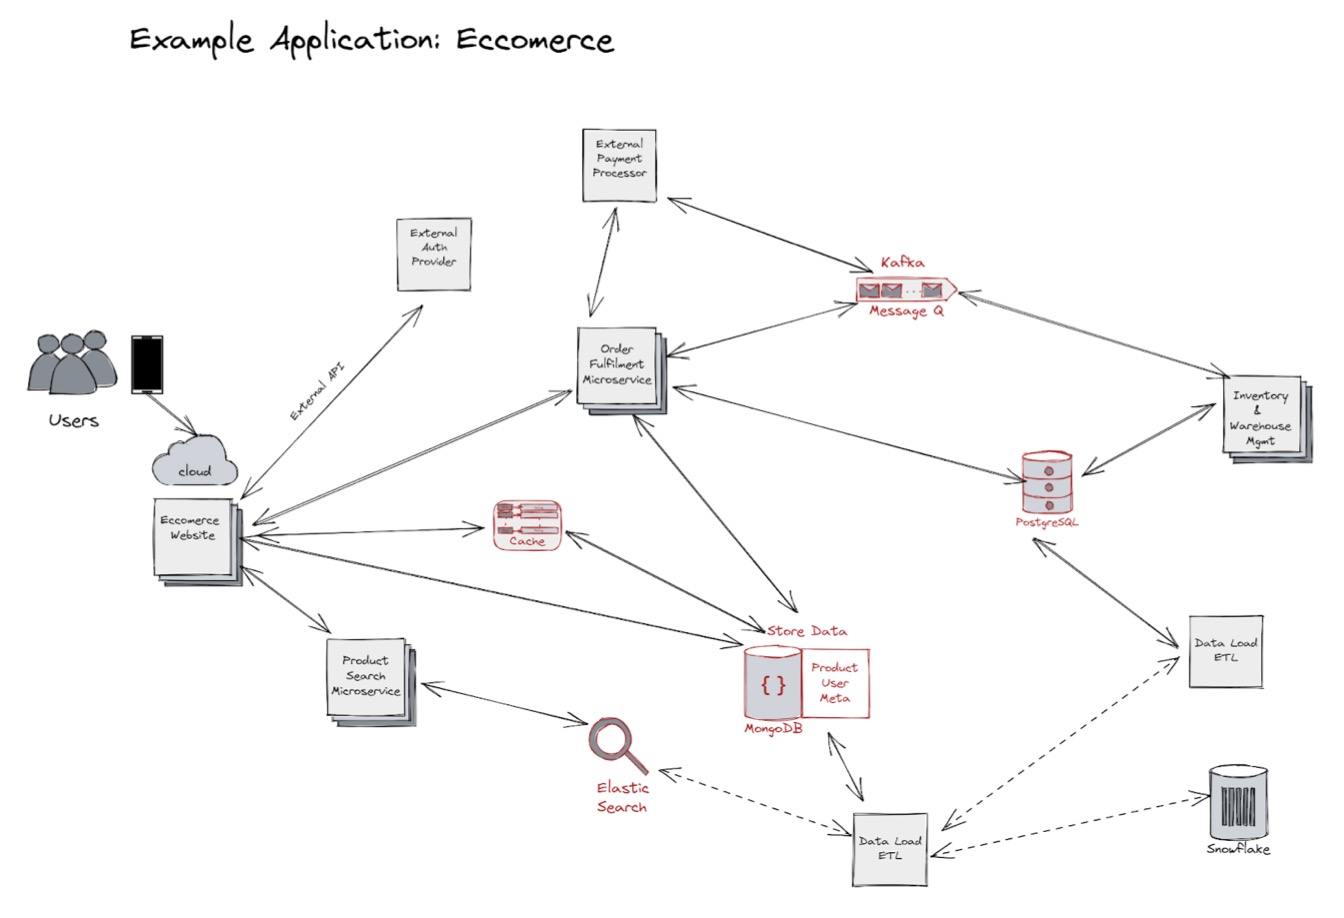 Example Application: Eccomerce
External
Payment
Processor
External
Auth
Provider
Kafka
Message Q
External API
Users
Order
Fulfilment
Microservice
Inventory
&
Warehouse
Mgmt
cloud
Eccomerce
Website
Cache
PostgreSQL
Store Data
Product
Search
Microservice
{ }
Product
User
Meta
MongoDB
Data Load
ETL
Elastic
Search
Data Load
ETL
Snowflake